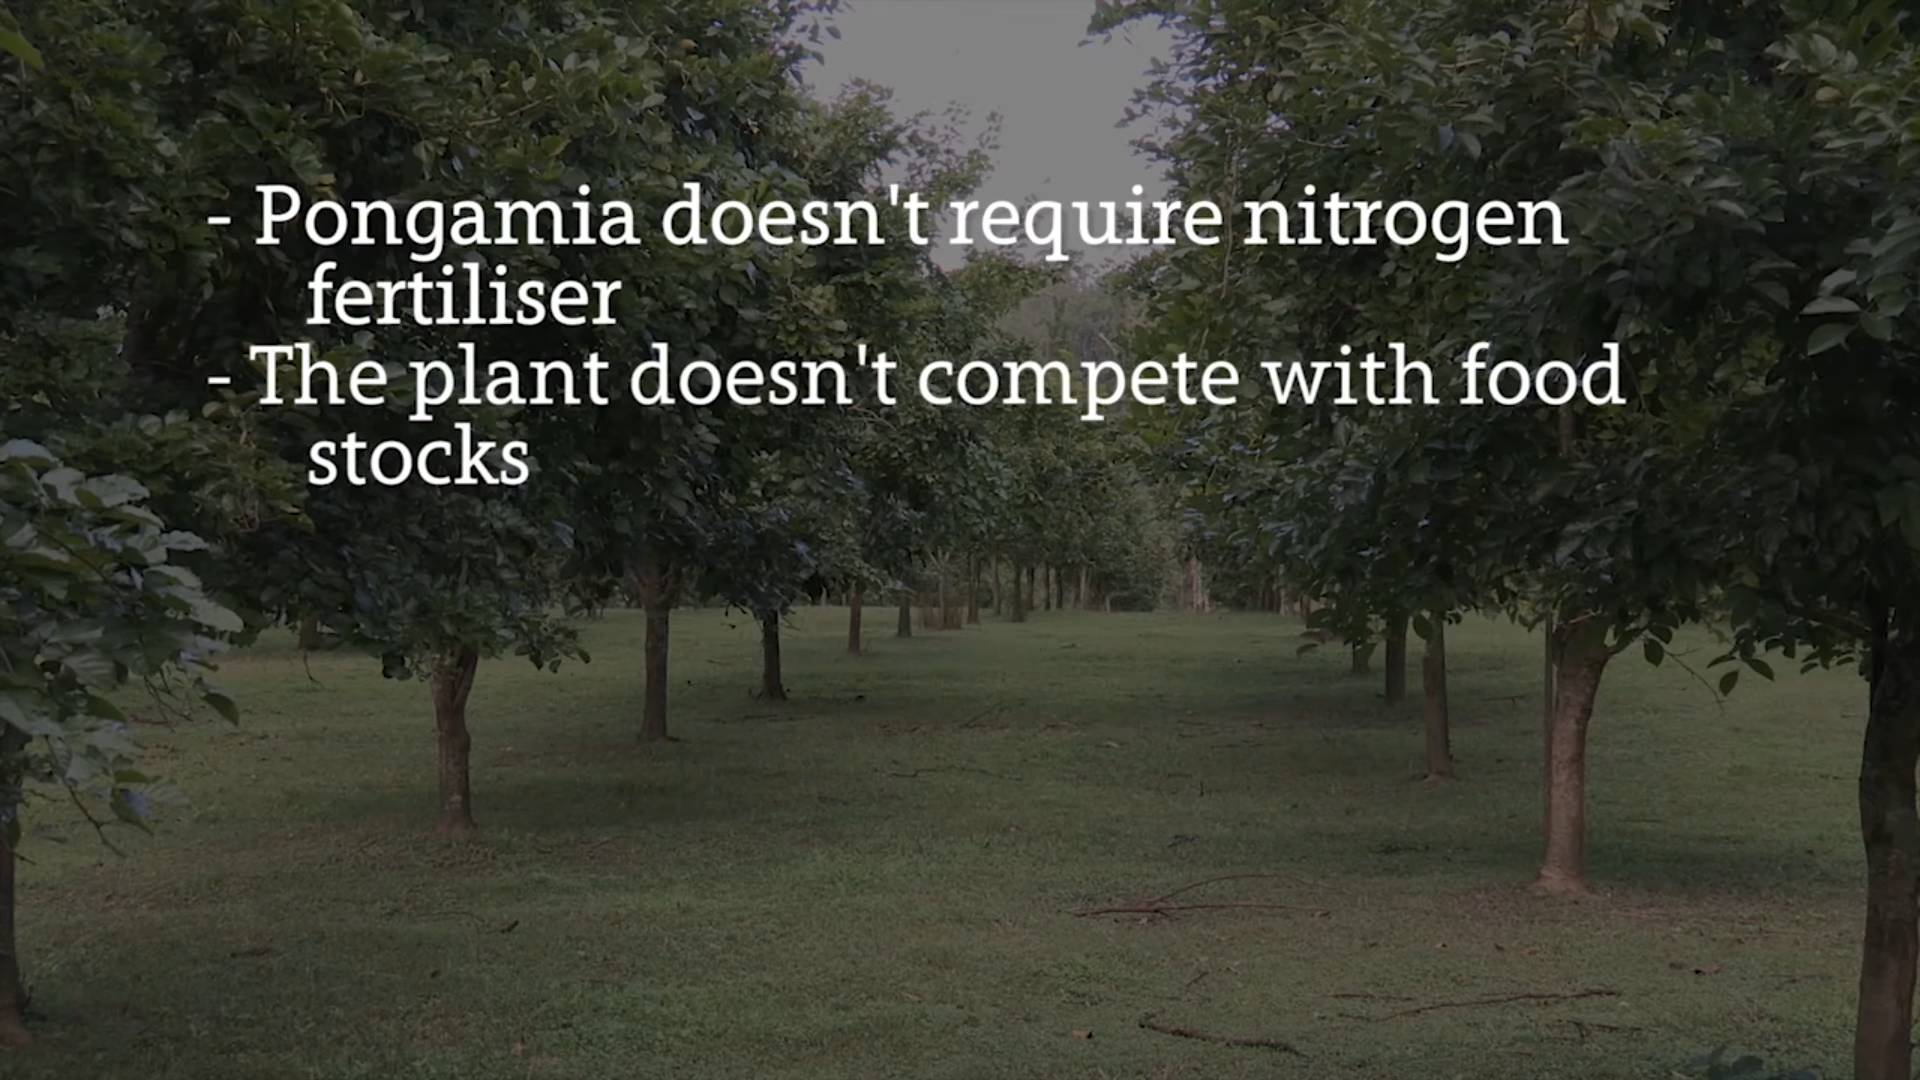 - Pongamia doesn't require nitrogen
fertiliser
- The plant doesn't compete with food
stocks